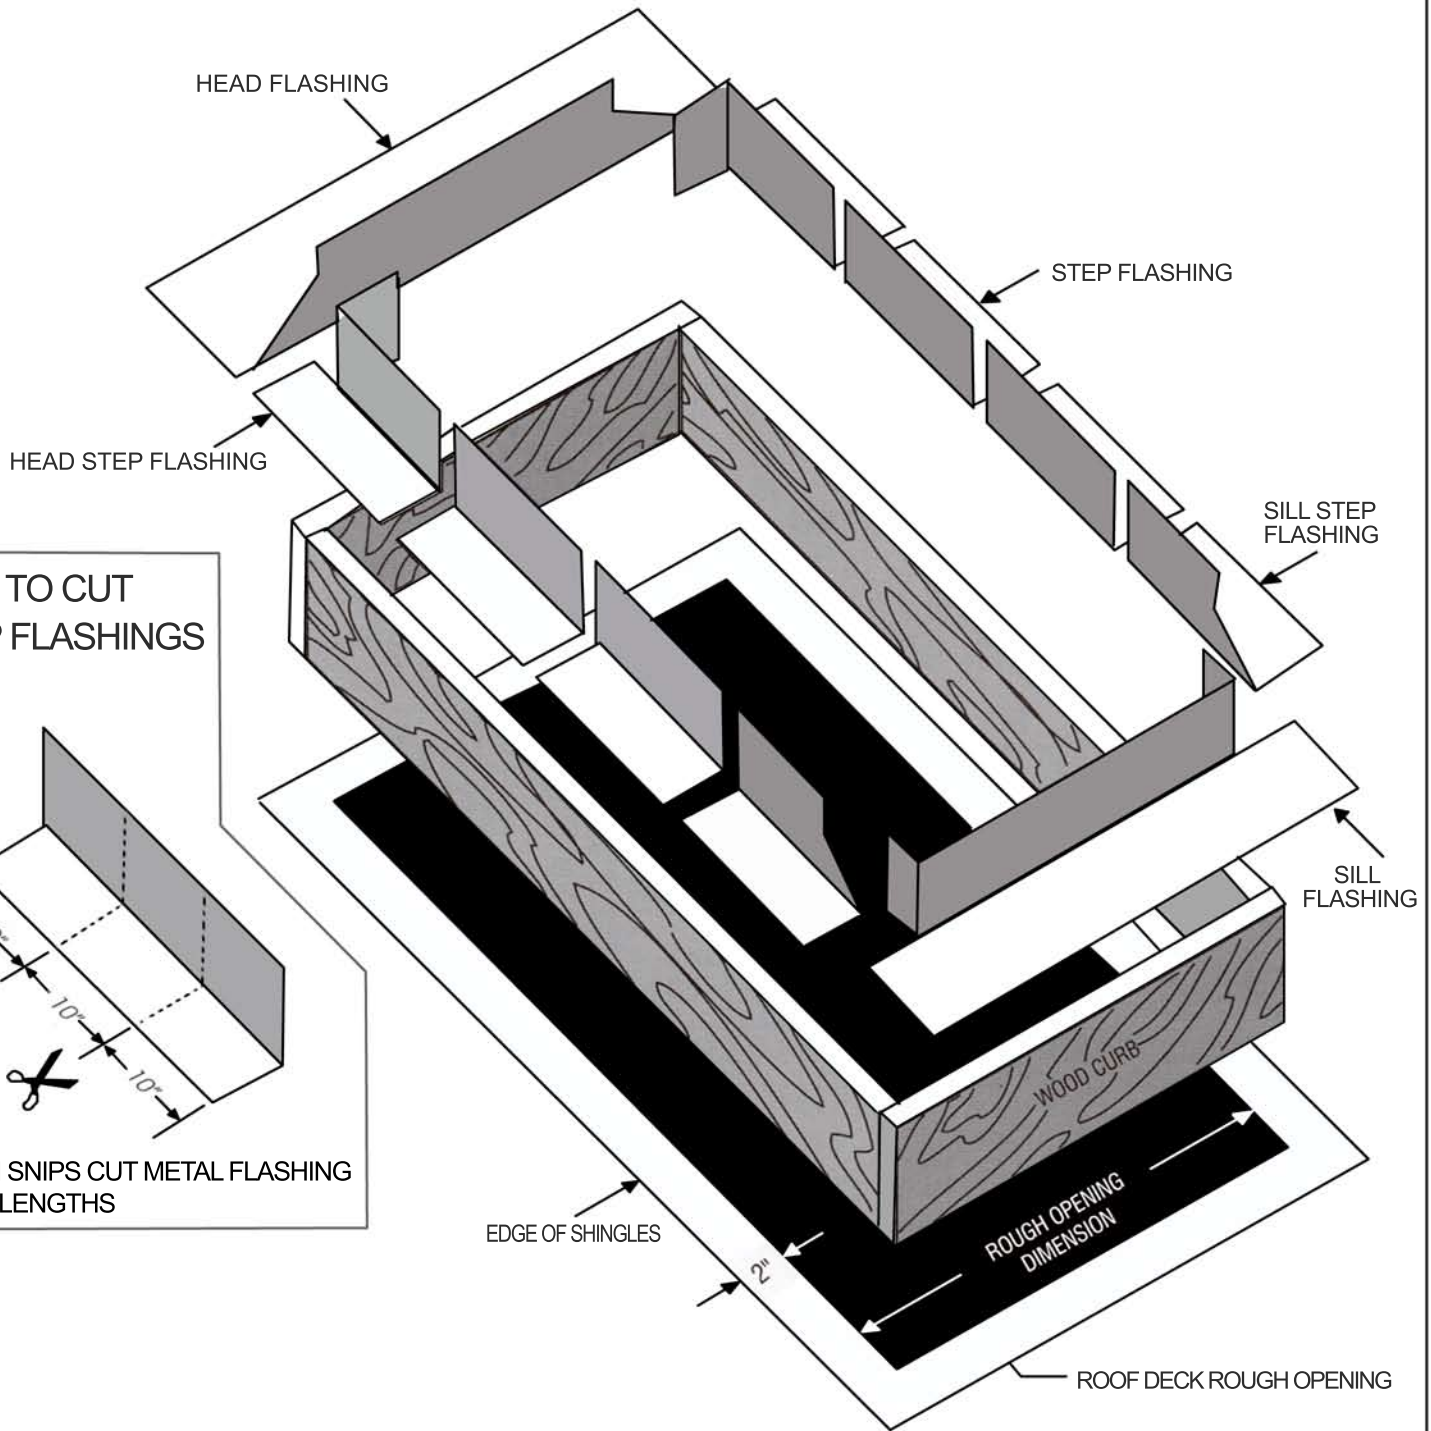 HEAD FLASHING
STEP FLASHING
HEAD STEP FLASHING
SILL STEP
FLASHING
TO CUT
FLASHINGS
SILL
FLASHING
10"
10"
WOOD CURB
SNIPS CUT METAL FLASHING
LENGTHS
EDGE OF SHINGLES
2"
ROUGH OPENING
DIMENSION
ROOF DECK ROUGH OPENING